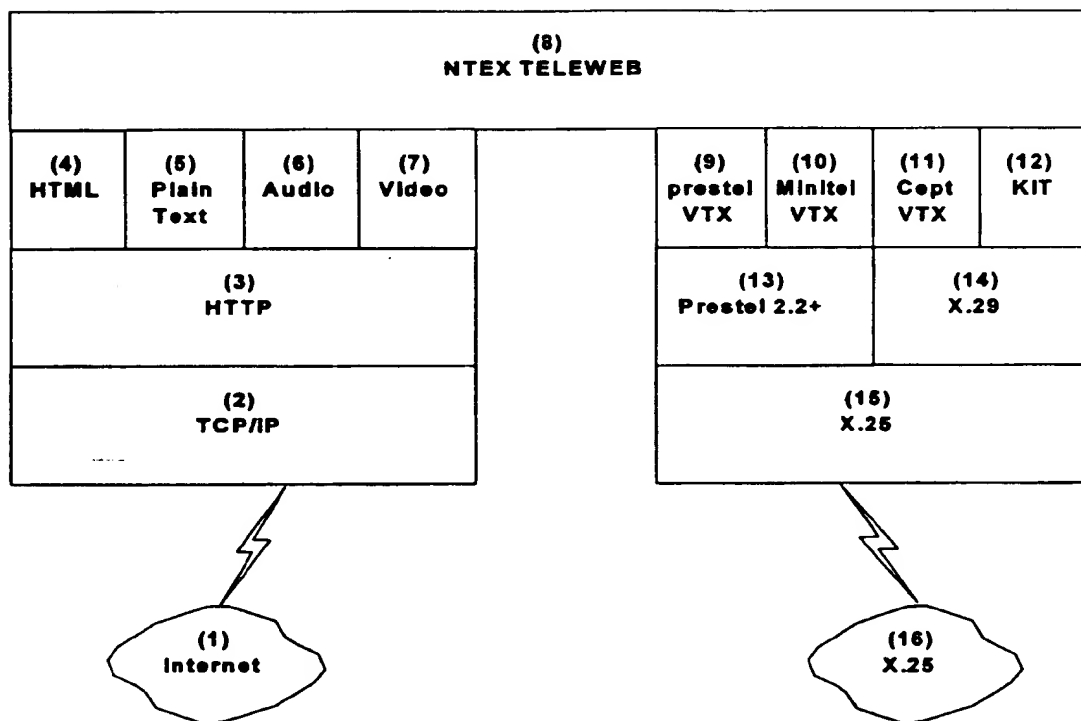 (8)
NTEX TELEWEB
(4)
HTML
(5)
Plain
Text
(6)
Audio
(7)
Video
(9)
prestel
VTX
(10)
Minitel
VTX
(11)
Cept
VTX
(12)
KIT
(3)
HTTP
(13)
Prestel 2.2+
(14)
X.29
(2)
TCP/IP
(15)
X.25
(1)
Internet
(16)
X.25